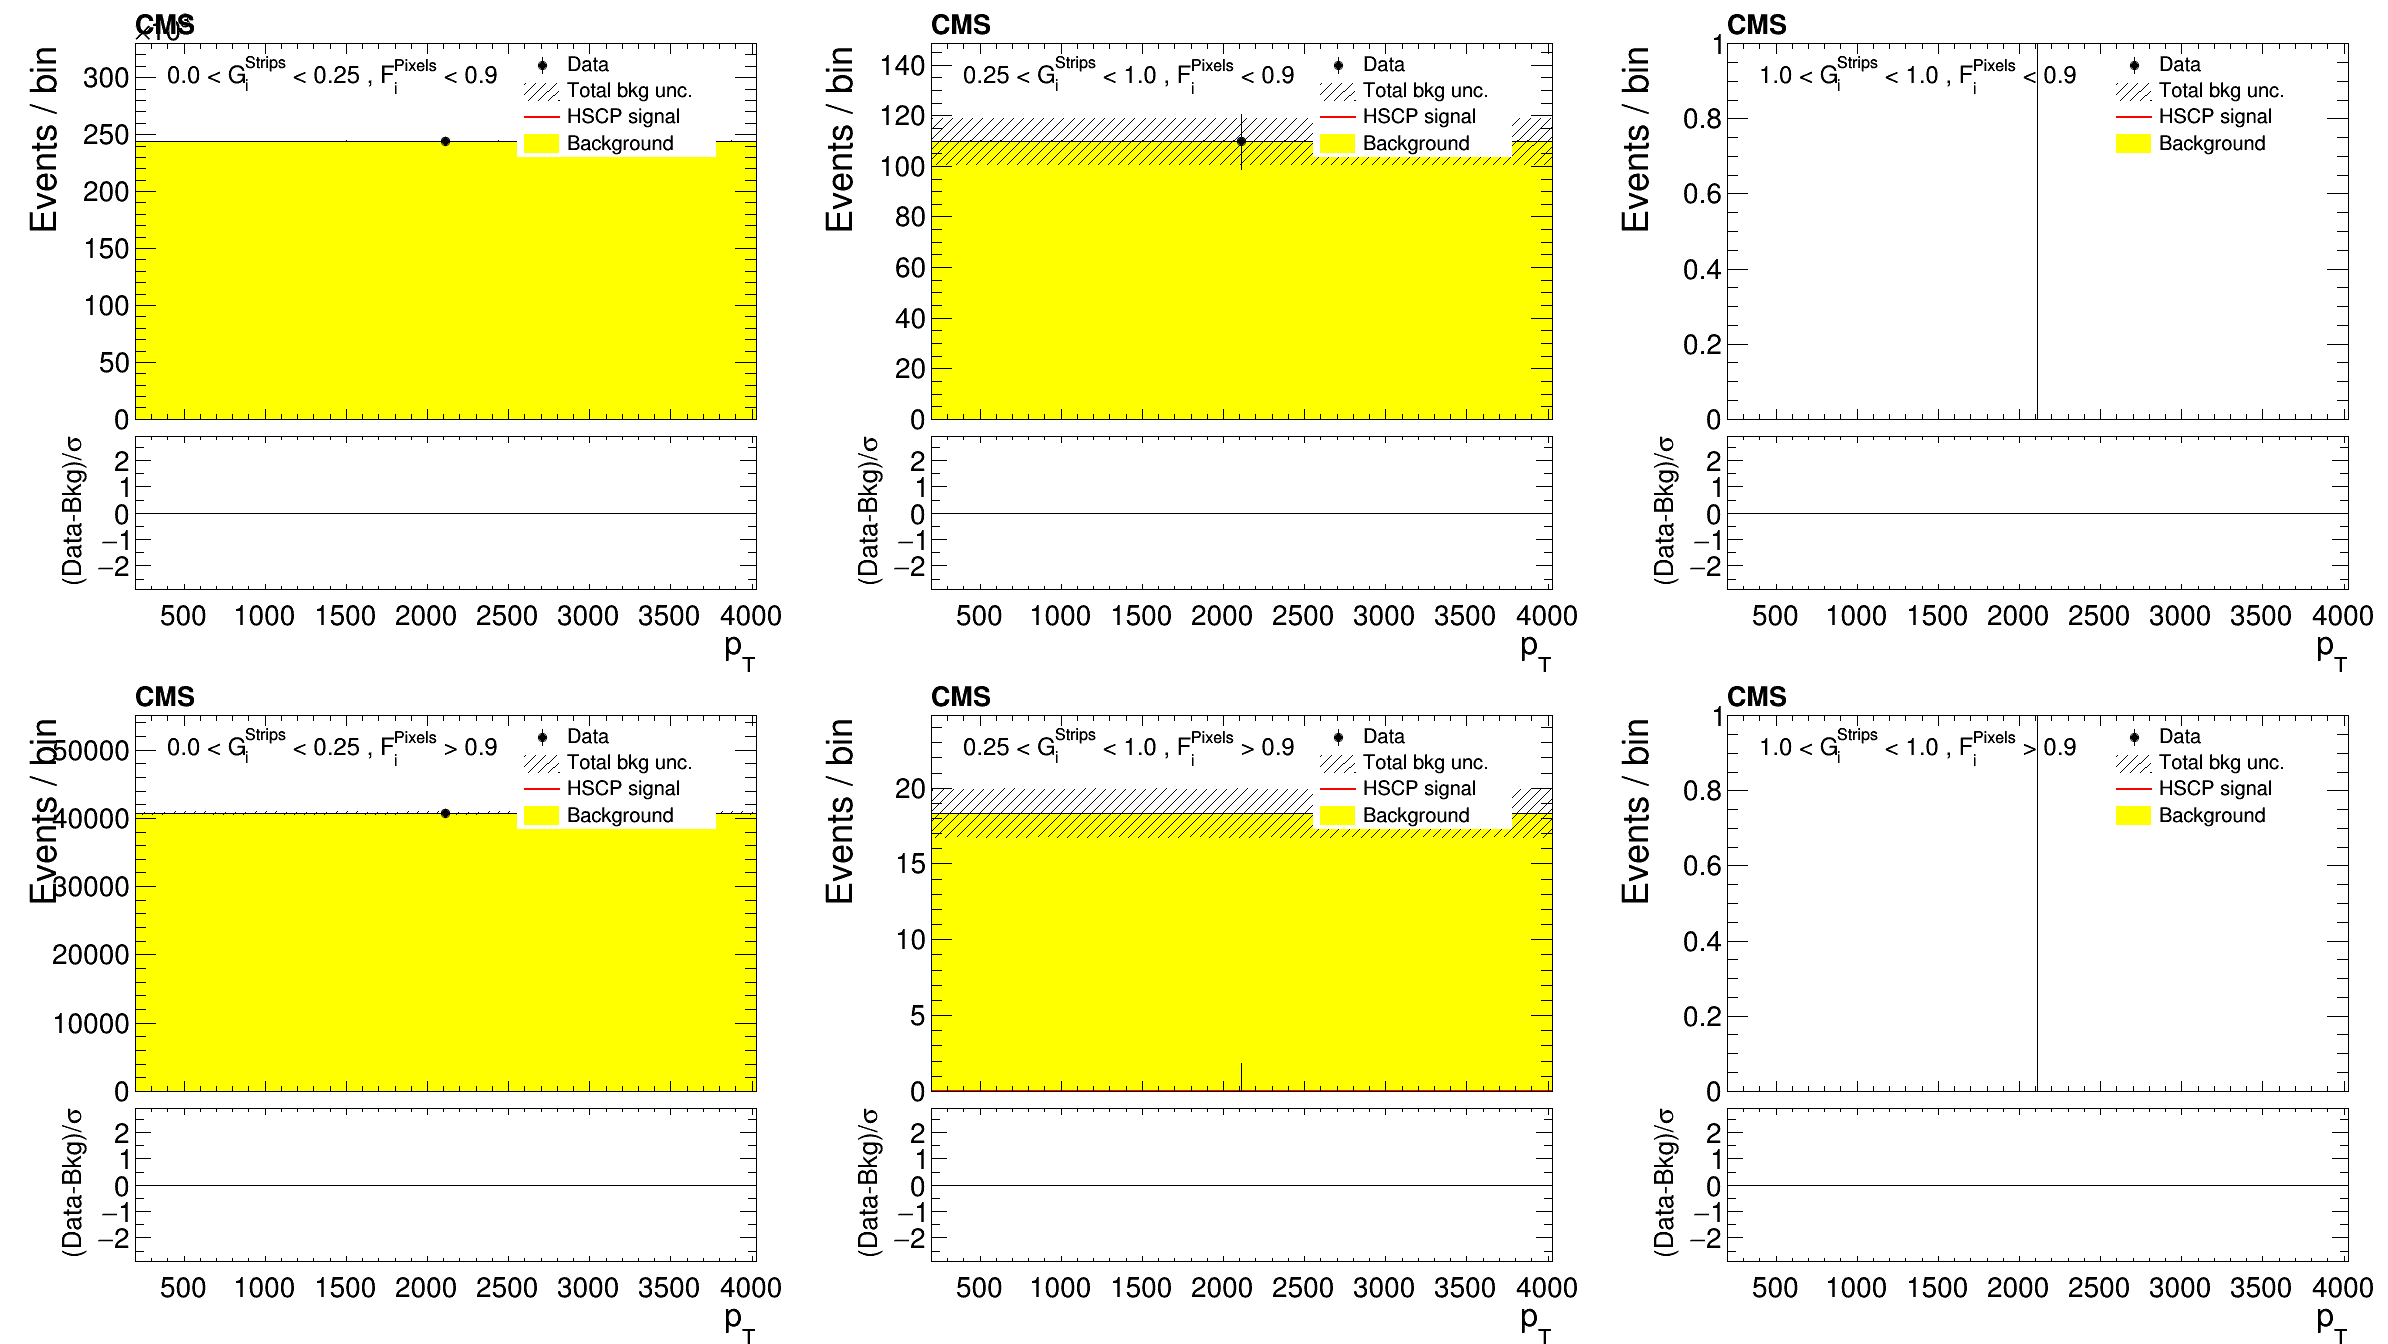 CMS
Events / bin
0.0 < G_i^Strips < 0.25 , F_i^Pixels < 0.9
Data
Total bkg unc.
HSCP signal
Background
300
250
200
150
100
50
0
(Data-Bkg)/σ
2
1
0
−1
−2
500 1000 1500 2000 2500 3000 3500 4000
p_T
CMS
Events / bin
0.25 < G_i^Strips < 1.0 , F_i^Pixels < 0.9
Data
Total bkg unc.
HSCP signal
Background
140
120
100
80
60
40
20
0
(Data-Bkg)/σ
2
1
0
−1
−2
500 1000 1500 2000 2500 3000 3500 4000
p_T
CMS
Events / bin
1.0 < G_i^Strips < 1.0 , F_i^Pixels < 0.9
Data
Total bkg unc.
HSCP signal
Background
1
0.8
0.6
0.4
0.2
0
(Data-Bkg)/σ
2
1
0
−1
−2
500 1000 1500 2000 2500 3000 3500 4000
p_T
CMS
Events / bin
0.0 < G_i^Strips < 0.25 , F_i^Pixels > 0.9
Data
Total bkg unc.
HSCP signal
Background
50000
40000
30000
20000
10000
0
(Data-Bkg)/σ
2
1
0
−1
−2
500 1000 1500 2000 2500 3000 3500 4000
p_T
CMS
Events / bin
0.25 < G_i^Strips < 1.0 , F_i^Pixels > 0.9
Data
Total bkg unc.
HSCP signal
Background
20
15
10
5
0
(Data-Bkg)/σ
2
1
0
−1
−2
500 1000 1500 2000 2500 3000 3500 4000
p_T
CMS
Events / bin
1.0 < G_i^Strips < 1.0 , F_i^Pixels > 0.9
Data
Total bkg unc.
HSCP signal
Background
1
0.8
0.6
0.4
0.2
0
(Data-Bkg)/σ
2
1
0
−1
−2
500 1000 1500 2000 2500 3000 3500 4000
p_T